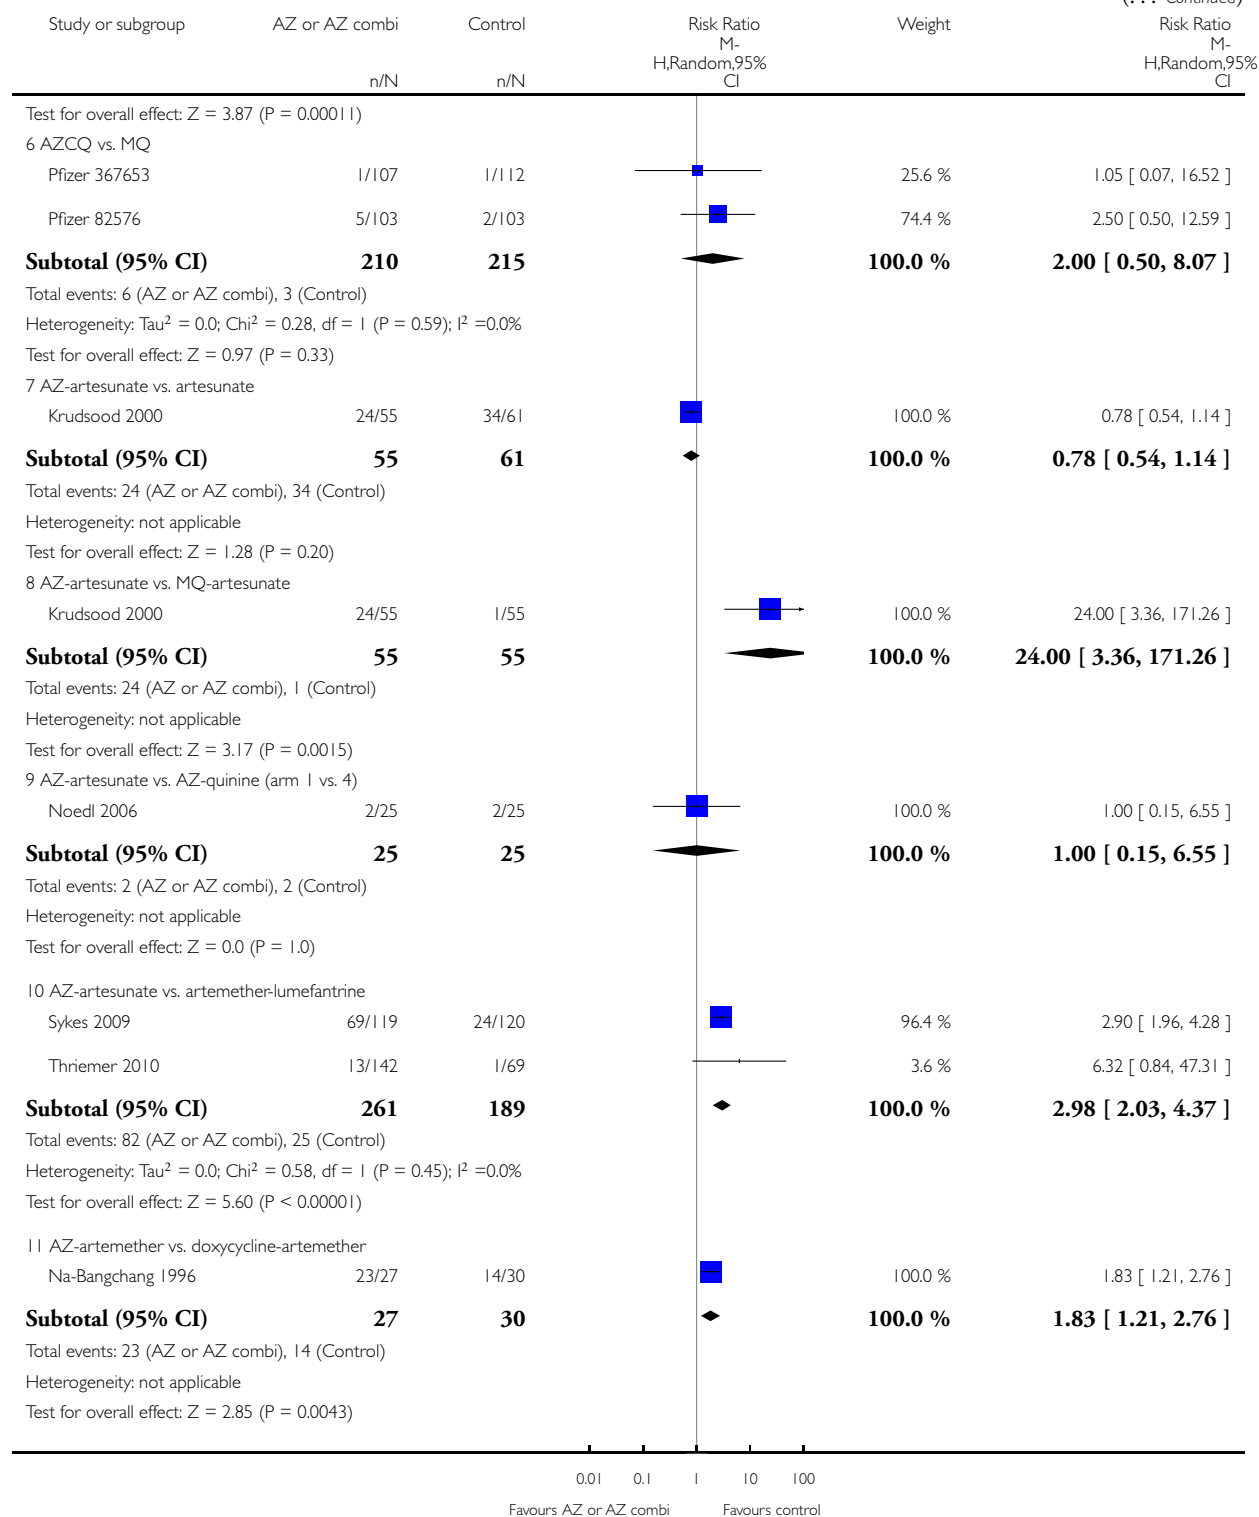 (. . . Continued)
Study or subgroup AZ or AZ combi Control Risk Ratio Weight Risk Ratio
M- M-
H,Random,95% H,Random,95%
n/N n/N CI CI
Test for overall effect: Z = 3.87 (P = 0.00011)
6 AZCQ vs. MQ
Pfizer 367653 1/107 1/112 25.6 % 1.05 [ 0.07, 16.52 ]
Pfizer 82576 5/103 2/103 74.4 % 2.50 [ 0.50, 12.59 ]
Subtotal (95% CI) 210 215 100.0 % 2.00 [ 0.50, 8.07 ]
Total events: 6 (AZ or AZ combi), 3 (Control)
Heterogeneity: Tau² = 0.0; Chi² = 0.28, df = 1 (P = 0.59); I² =0.0%
Test for overall effect: Z = 0.97 (P = 0.33)
7 AZ-artesunate vs. artesunate
Krudsood 2000 24/55 34/61 100.0 % 0.78 [ 0.54, 1.14 ]
Subtotal (95% CI) 55 61 100.0 % 0.78 [ 0.54, 1.14 ]
Total events: 24 (AZ or AZ combi), 34 (Control)
Heterogeneity: not applicable
Test for overall effect: Z = 1.28 (P = 0.20)
8 AZ-artesunate vs. MQ-artesunate
Krudsood 2000 24/55 1/55 100.0 % 24.00 [ 3.36, 171.26 ]
Subtotal (95% CI) 55 55 100.0 % 24.00 [ 3.36, 171.26 ]
Total events: 24 (AZ or AZ combi), 1 (Control)
Heterogeneity: not applicable
Test for overall effect: Z = 3.17 (P = 0.0015)
9 AZ-artesunate vs. AZ-quinine (arm 1 vs. 4)
Noedl 2006 2/25 2/25 100.0 % 1.00 [ 0.15, 6.55 ]
Subtotal (95% CI) 25 25 100.0 % 1.00 [ 0.15, 6.55 ]
Total events: 2 (AZ or AZ combi), 2 (Control)
Heterogeneity: not applicable
Test for overall effect: Z = 0.0 (P = 1.0)
10 AZ-artesunate vs. artemether-lumefantrine
Sykes 2009 69/119 24/120 96.4 % 2.90 [ 1.96, 4.28 ]
Thriemer 2010 13/142 1/69 3.6 % 6.32 [ 0.84, 47.31 ]
Subtotal (95% CI) 261 189 100.0 % 2.98 [ 2.03, 4.37 ]
Total events: 82 (AZ or AZ combi), 25 (Control)
Heterogeneity: Tau² = 0.0; Chi² = 0.58, df = 1 (P = 0.45); I² =0.0%
Test for overall effect: Z = 5.60 (P < 0.00001)
11 AZ-artemether vs. doxycycline-artemether
Na-Bangchang 1996 23/27 14/30 100.0 % 1.83 [ 1.21, 2.76 ]
Subtotal (95% CI) 27 30 100.0 % 1.83 [ 1.21, 2.76 ]
Total events: 23 (AZ or AZ combi), 14 (Control)
Heterogeneity: not applicable
Test for overall effect: Z = 2.85 (P = 0.0043)
0.01 0.1 1 10 100
Favours AZ or AZ combi Favours control